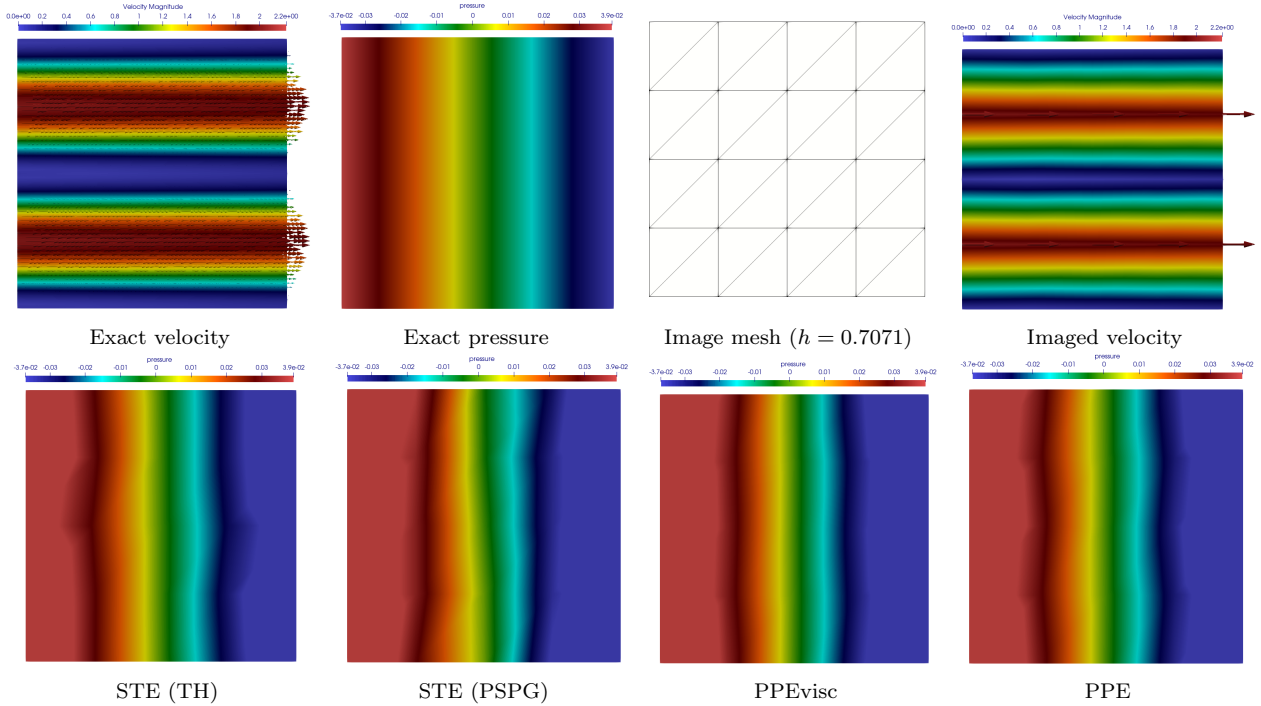 Velocity Magnitude
0.0e+00 0.2 0.4 0.6 0.8 1 1.2 1.4 1.6 1.8 2.2e+00
pressure
-3.7e-02 -0.03 -0.01 0 0.01 0.02 3.9e-02
Velocity Magnitude
0.0e+00 0.2 0.4 0.6 0.8 1 1.2 1.4 1.6 1.8 2.2e+00
Exact velocity
Exact pressure
Image mesh (h = 0.7071)
Imaged velocity
pressure
-3.7e-02 -0.03 -0.02 -0.01 0 0.01 0.02 0.03 3.9e-02
pressure
-3.7e-02 -0.03 -0.02 -0.01 0 0.01 0.02 3.9e-02
pressure
-3.7e-02 -0.03 -0.02 -0.01 0 0.01 0.02 0.03 3.9e-02
pressure
-3.7e-02 -0.03 -0.02 -0.01 0 0.01 0.02 0.03 3.9e-02
STE (TH)
STE (PSPG)
PPEvisc
PPE